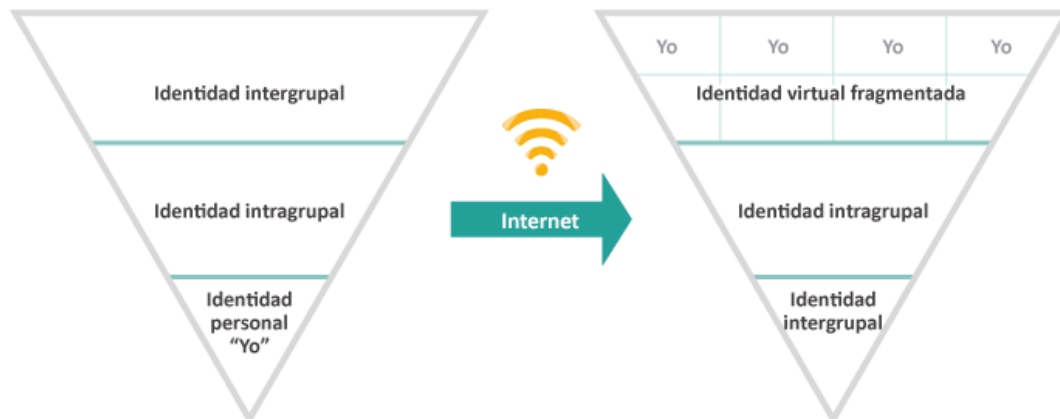 Identidad intergrupal
Identidad intragrupal
Identidad
personal
“Yo”
Internet
Yo Yo Yo Yo
Identidad virtual fragmentada
Identidad intragrupal
Identidad
intergrupal